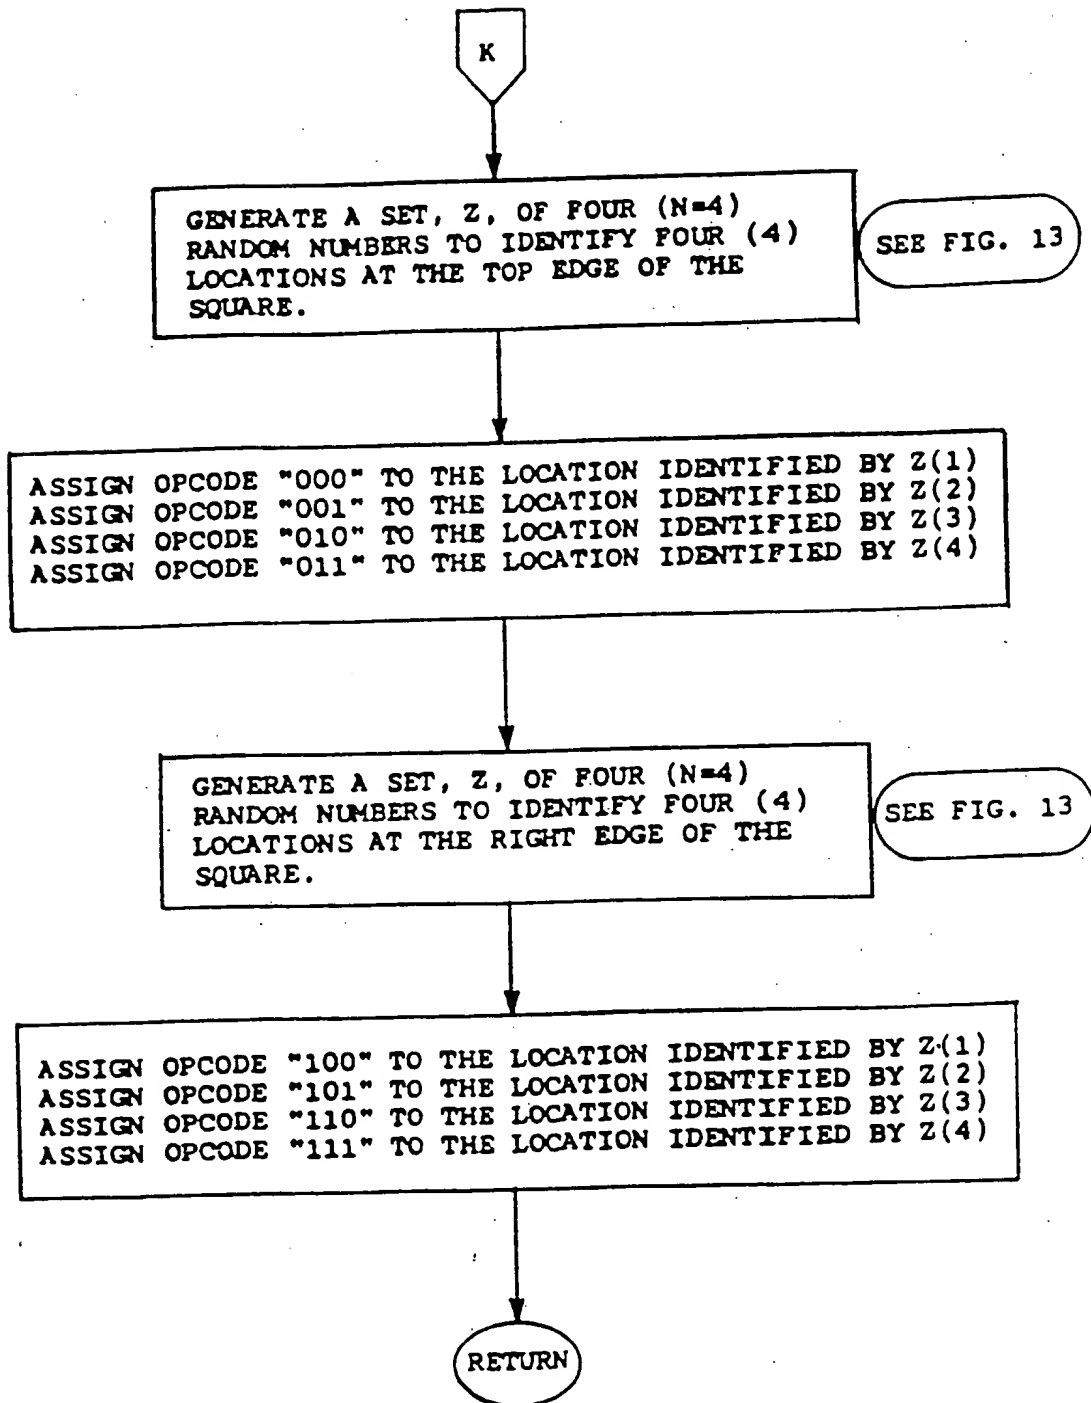 K
GENERATE A SET, Z, OF FOUR (N=4)
RANDOM NUMBERS TO IDENTIFY FOUR (4)
LOCATIONS AT THE TOP EDGE OF THE
SQUARE.
SEE FIG. 13
ASSIGN OPCODE "000" TO THE LOCATION IDENTIFIED BY Z(1)
ASSIGN OPCODE "001" TO THE LOCATION IDENTIFIED BY Z(2)
ASSIGN OPCODE "010" TO THE LOCATION IDENTIFIED BY Z(3)
ASSIGN OPCODE "011" TO THE LOCATION IDENTIFIED BY Z(4)
GENERATE A SET, Z, OF FOUR (N=4)
RANDOM NUMBERS TO IDENTIFY FOUR (4)
LOCATIONS AT THE RIGHT EDGE OF THE
SQUARE.
SEE FIG. 13
ASSIGN OPCODE "100" TO THE LOCATION IDENTIFIED BY Z(1)
ASSIGN OPCODE "101" TO THE LOCATION IDENTIFIED BY Z(2)
ASSIGN OPCODE "110" TO THE LOCATION IDENTIFIED BY Z(3)
ASSIGN OPCODE "111" TO THE LOCATION IDENTIFIED BY Z(4)
RETURN